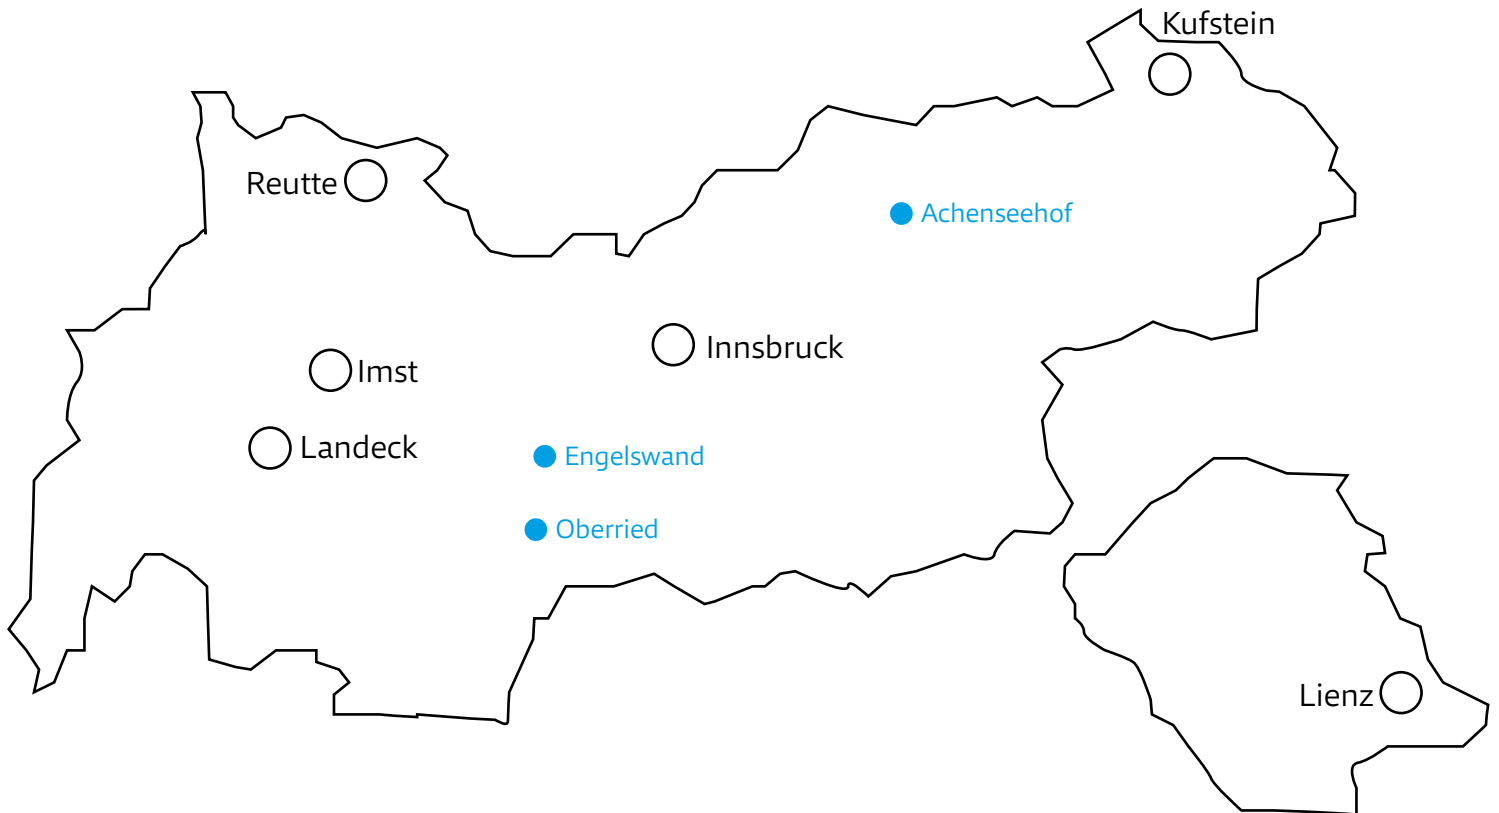 Kufstein
Reutte
Achenseehof
Innsbruck
Imst
Landeck
Engelswand
Oberried
Lienz